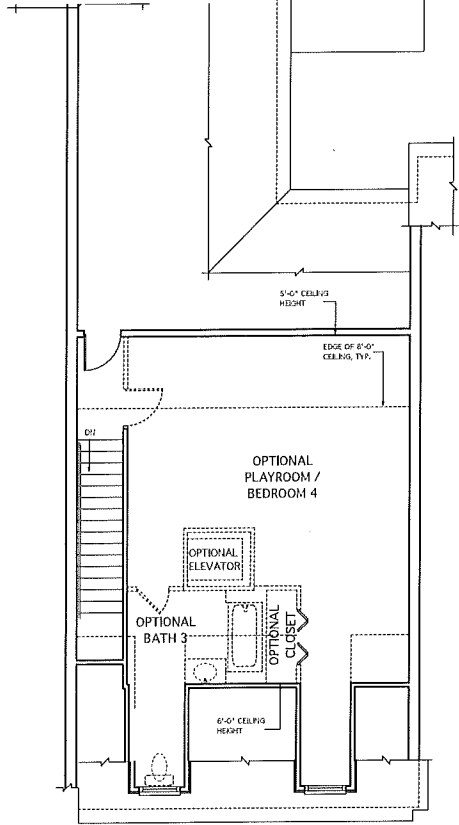 5'-0" CEILING
HEIGHT
EDGE OF 8'-0"
CEILING, TYP.
DN
OPTIONAL
PLAYROOM /
BEDROOM 4
OPTIONAL
ELEVATOR
OPTIONAL
BATH 3
OPTIONAL
CLOSET
6'-0" CEILING
HEIGHT